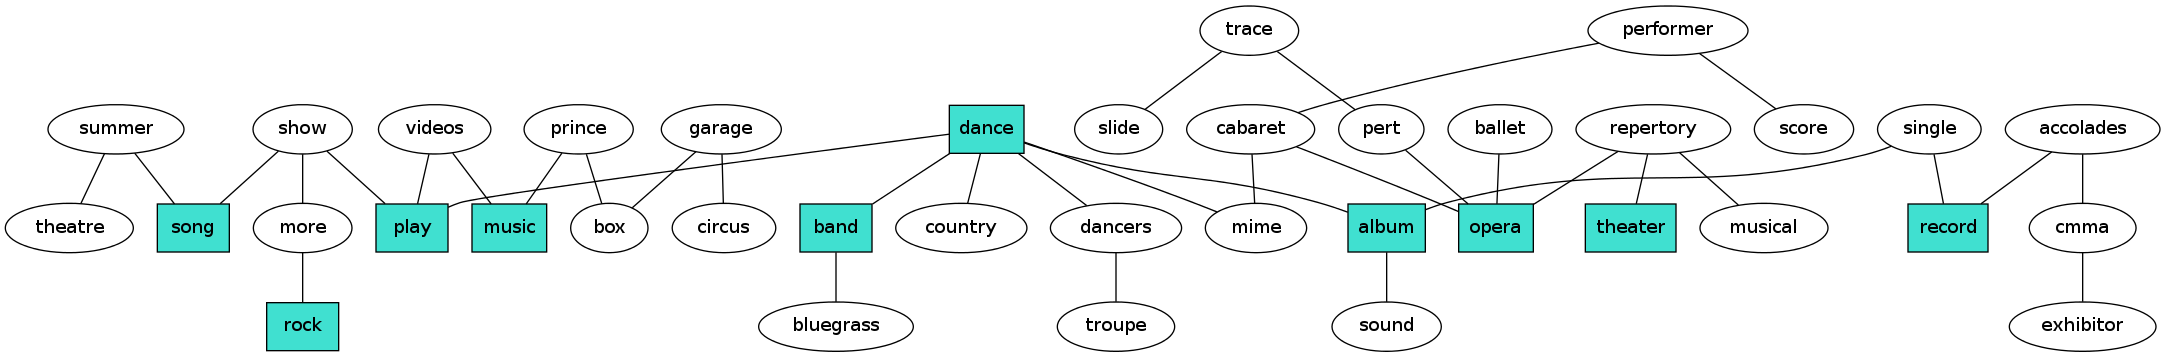 trace
performer
summer
show
videos
prince
garage
dance
slide
cabaret
pert
ballet
repertory
score
single
accolades
theatre
song
more
play
music
box
circus
band
country
dancers
mime
album
opera
theater
musical
record
cmma
rock
bluegrass
troupe
sound
exhibitor